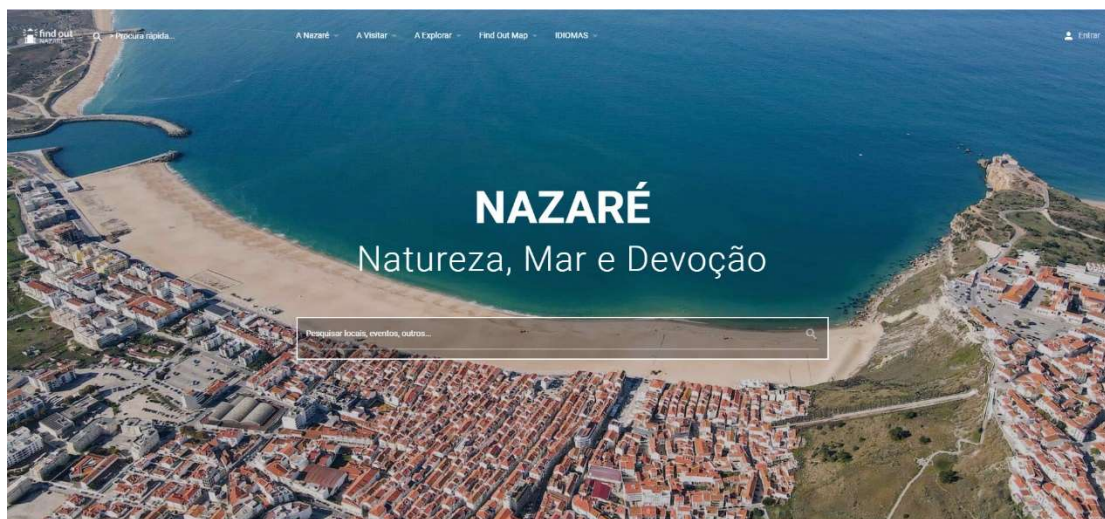 find out
NAZARÉ
> Procura rápida...
A Nazaré
A Visitar
A Explorar
Find Out Map
IDIOMAS
Entrar
NAZARÉ
Natureza, Mar e Devoção
Pesquisar locais, eventos, outros...